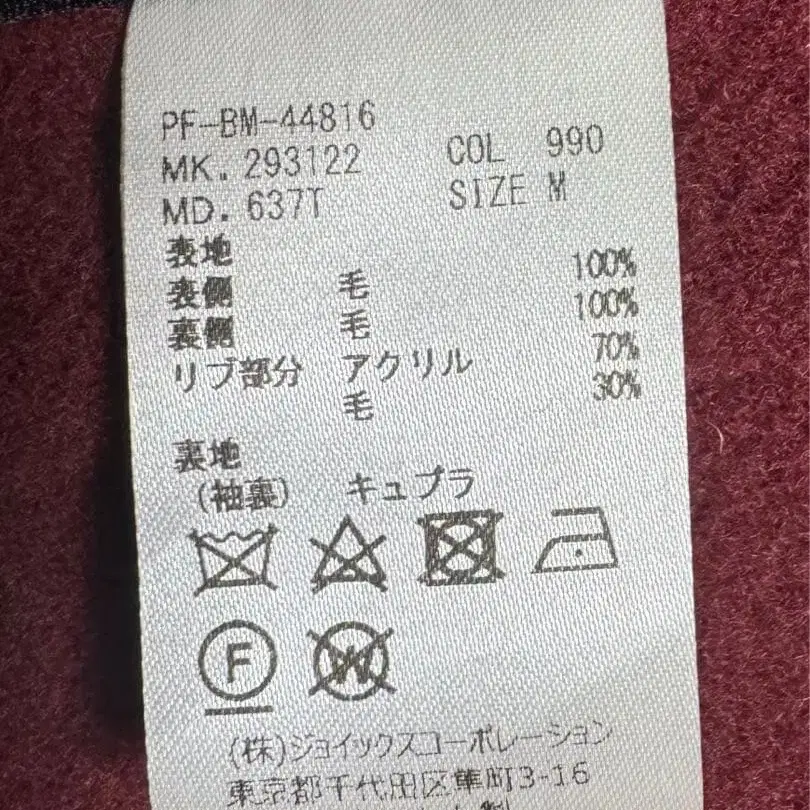 PF-BM-44816
MK. 293122 COL 990
MD. 637T SIZE M
表地
表側 毛 100%
裏側 毛 100%
リブ部分 アクリル 70%
毛 30%
裏地
(袖裏) キュプラ
F
W
(株)ジョイックスコーポレーション
東京都千代田区隼町3-16